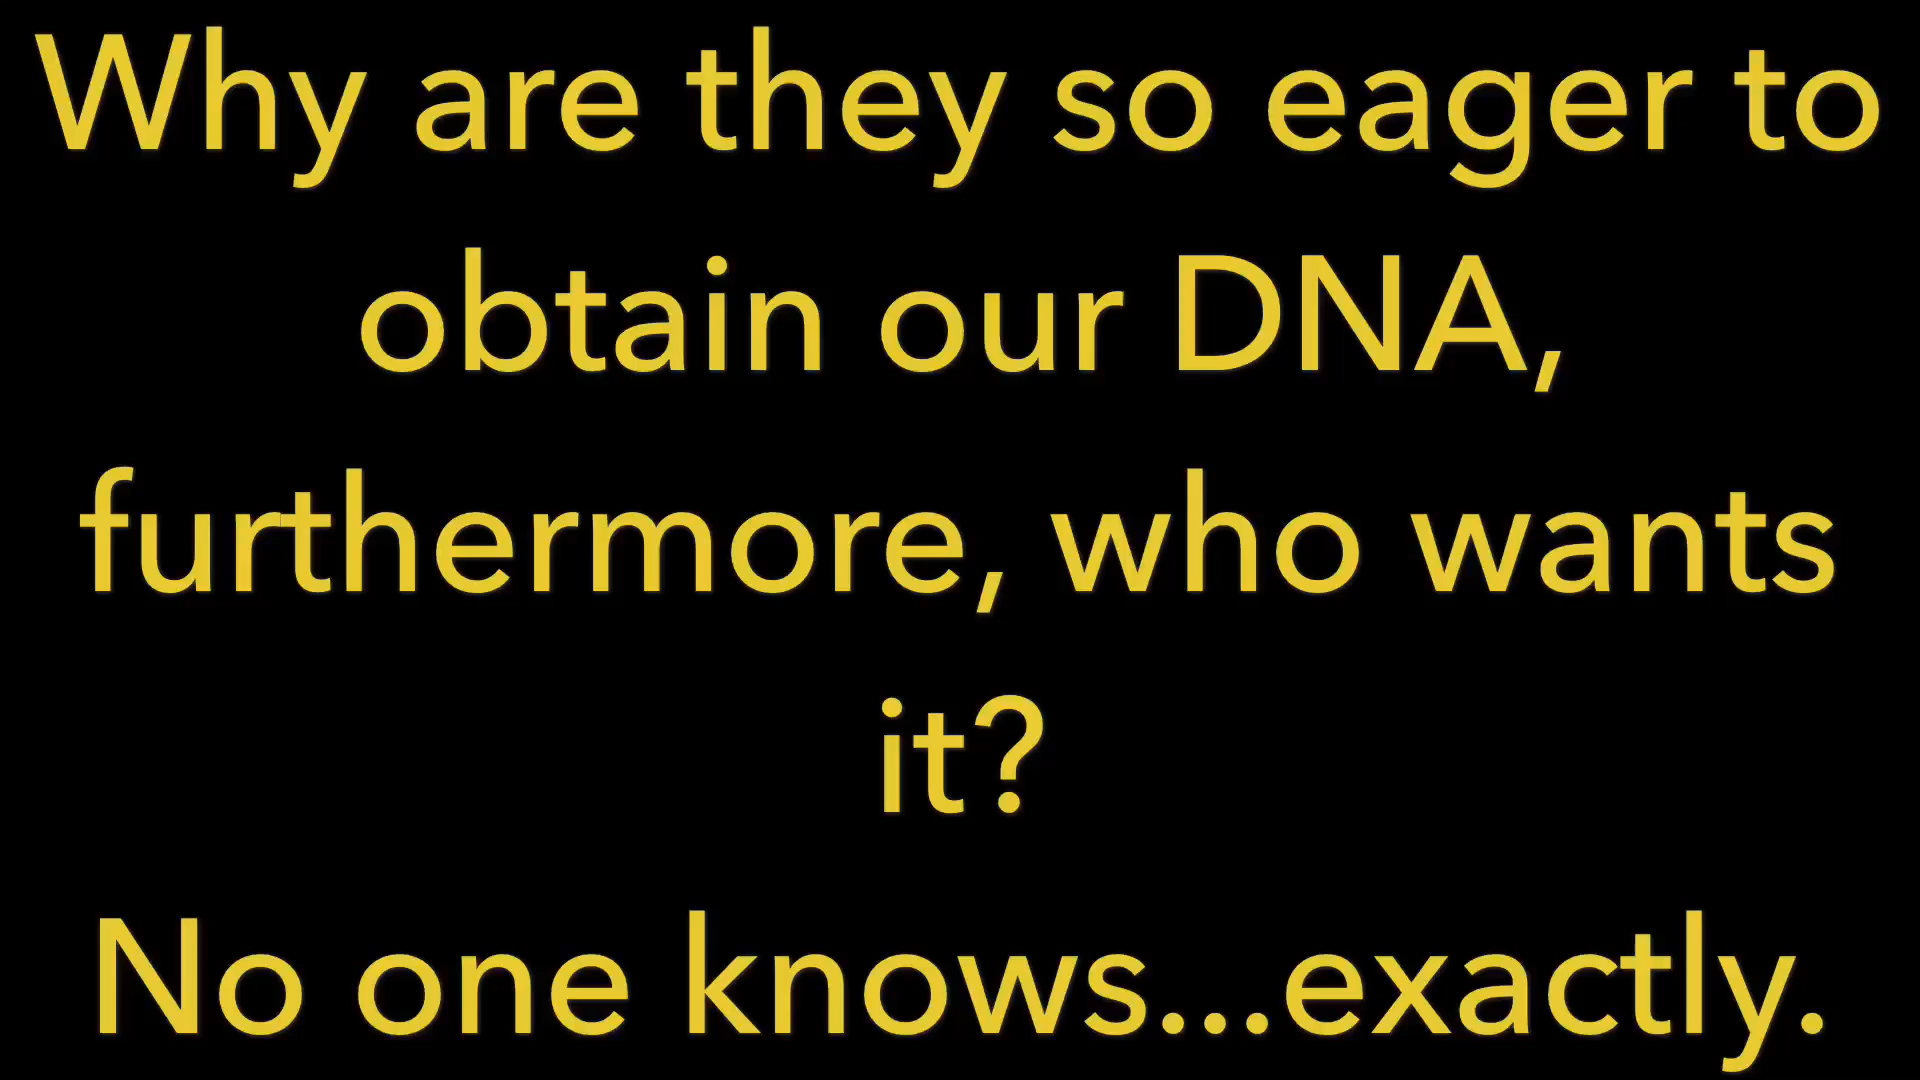 Why are they so eager to
obtain our DNA,
furthermore, who wants
it?
No one knows...exactly.